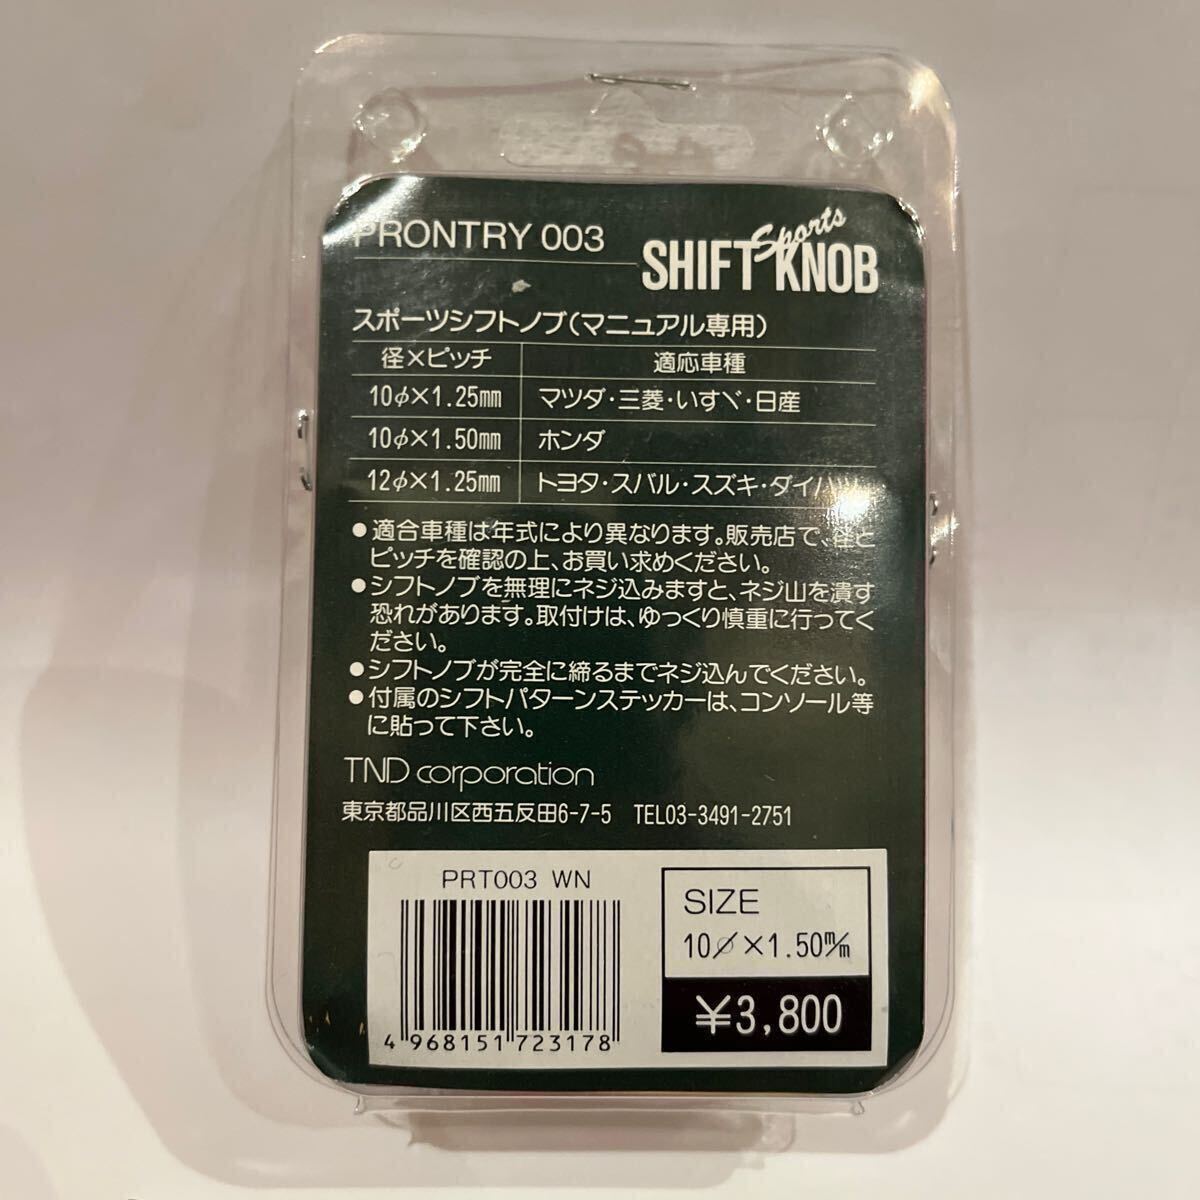 PRONTRY 003
Sports
SHIFT KNOB
スポーツシフトノブ(マニュアル専用)
径×ピッチ 適応車種
10φ×1.25mm マツダ・三菱・いすゞ・日産
10φ×1.50mm ホンダ
12φ×1.25mm トヨタ・スバル・スズキ・ダイハツ
●適合車種は年式により異なります。販売店で、径と
ピッチを確認の上、お買い求めください。
●シフトノブを無理にネジ込みますと、ネジ山を潰す
恐れがあります。取付けは、ゆっくり慎重に行ってく
ださい。
●シフトノブが完全に締るまでネジ込んでください。
●付属のシフトパターンステッカーは、コンソール等
に貼って下さい。
TND corporation
東京都品川区西五反田6-7-5 TEL03-3491-2751
PRT003 WN
4 968151 723178
SIZE
10∅×1.50m/m
¥3,800